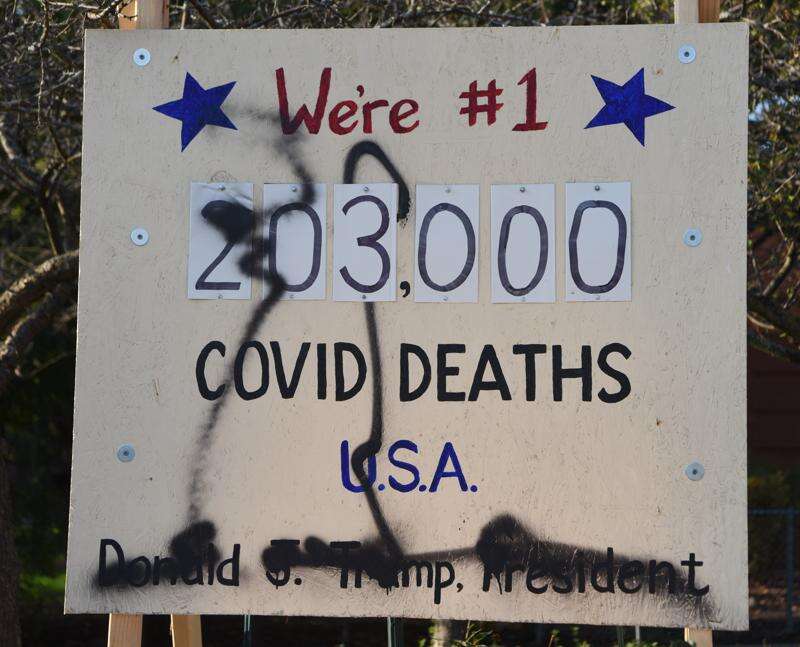 We're #1
203,000
COVID DEATHS
U.S.A.
Donald J. Trump, President